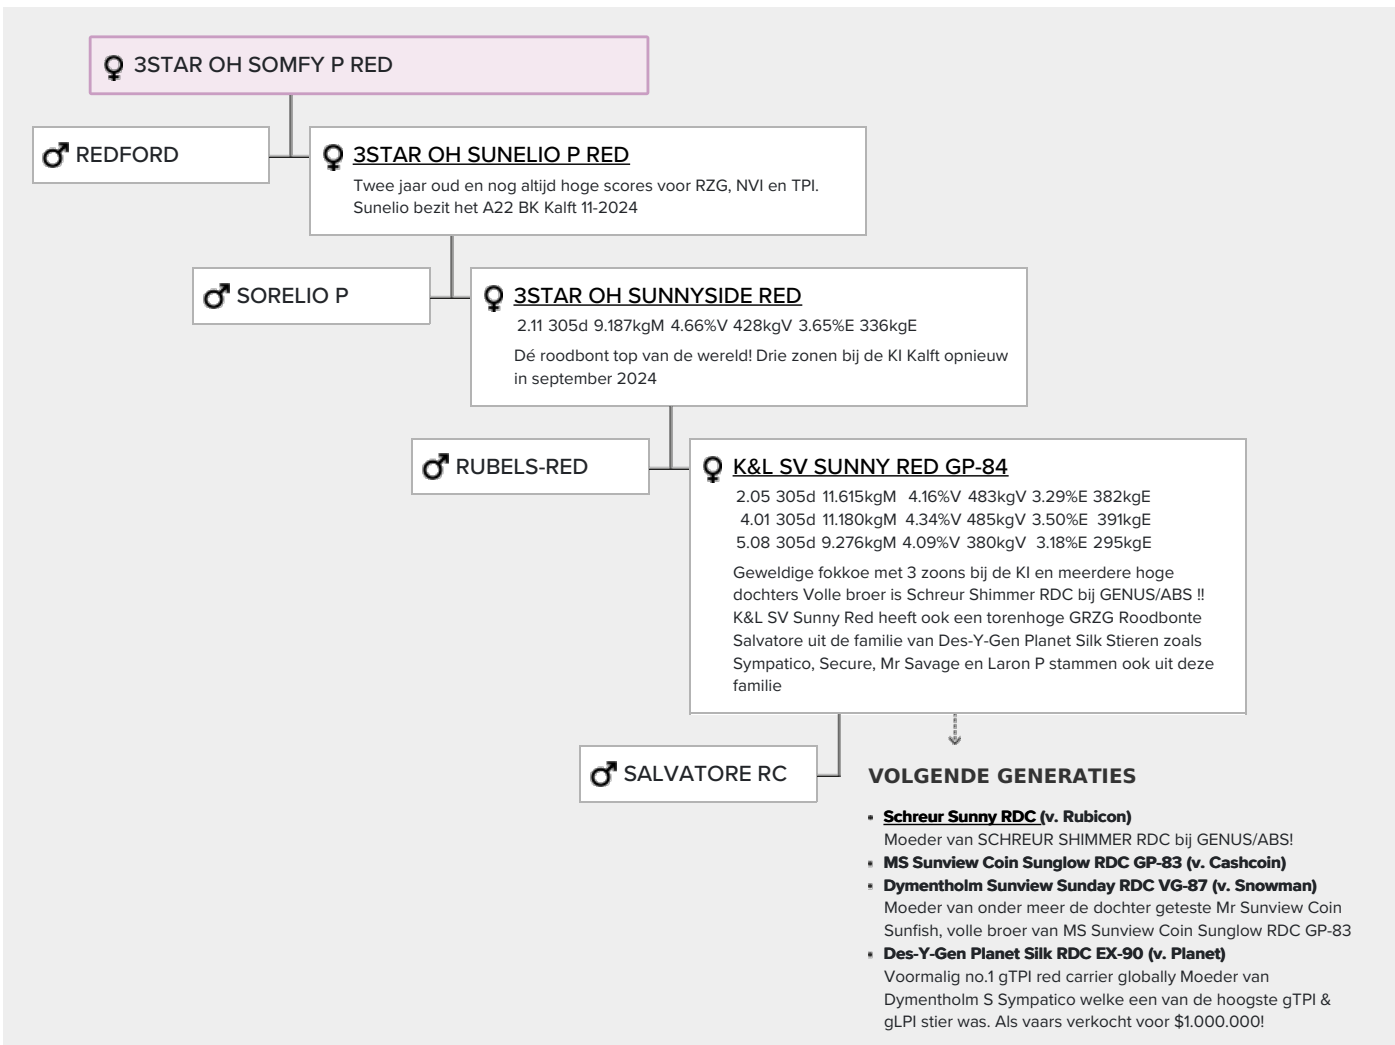 3STAR OH SOMFY P RED
REDFORD
3STAR OH SUNELIO P RED
Twee jaar oud en nog altijd hoge scores voor RZG, NVI en TPI.
Sunelio bezit het A22 BK Kalft 11-2024
SORELIO P
3STAR OH SUNNYSIDE RED
2.11 305d 9.187kgM 4.66%V 428kgV 3.65%E 336kgE
Dé roodbont top van de wereld! Drie zonen bij de KI Kalft opnieuw
in september 2024
RUBELS-RED
K&L SV SUNNY RED GP-84
2.05 305d 11.615kgM 4.16%V 483kgV 3.29%E 382kgE
4.01 305d 11.180kgM 4.34%V 485kgV 3.50%E 391kgE
5.08 305d 9.276kgM 4.09%V 380kgV 3.18%E 295kgE
Geweldige fokkoe met 3 zoons bij de KI en meerdere hoge
dochters Volle broer is Schreur Shimmer RDC bij GENUS/ABS !!
K&L SV Sunny Red heeft ook een torenhoge GRZG Roodbonte
Salvatore uit de familie van Des-Y-Gen Planet Silk Stieren zoals
Sympatico, Secure, Mr Savage en Laron P stammen ook uit deze
familie
SALVATORE RC
VOLGENDE GENERATIES
Schreur Sunny RDC (v. Rubicon)
Moeder van SCHREUR SHIMMER RDC bij GENUS/ABS!
MS Sunview Coin Sunglow RDC GP-83 (v. Cashcoin)
Dymentholm Sunview Sunday RDC VG-87 (v. Snowman)
Moeder van onder meer de dochter geteste Mr Sunview Coin
Sunfish, volle broer van MS Sunview Coin Sunglow RDC GP-83
Des-Y-Gen Planet Silk RDC EX-90 (v. Planet)
Voormalig no.1 gTPI red carrier globally Moeder van
Dymentholm S Sympatico welke een van de hoogste gTPI &
gLPI stier was. Als vaars verkocht voor $1.000.000!